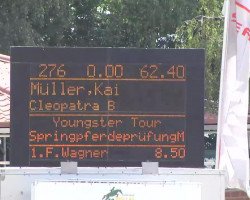 276 0.00 62.40
Müller,Kai
Cleopatra B
Youngster Tour
SpringpferdeprüfungM
1.F.Wagner 8.50